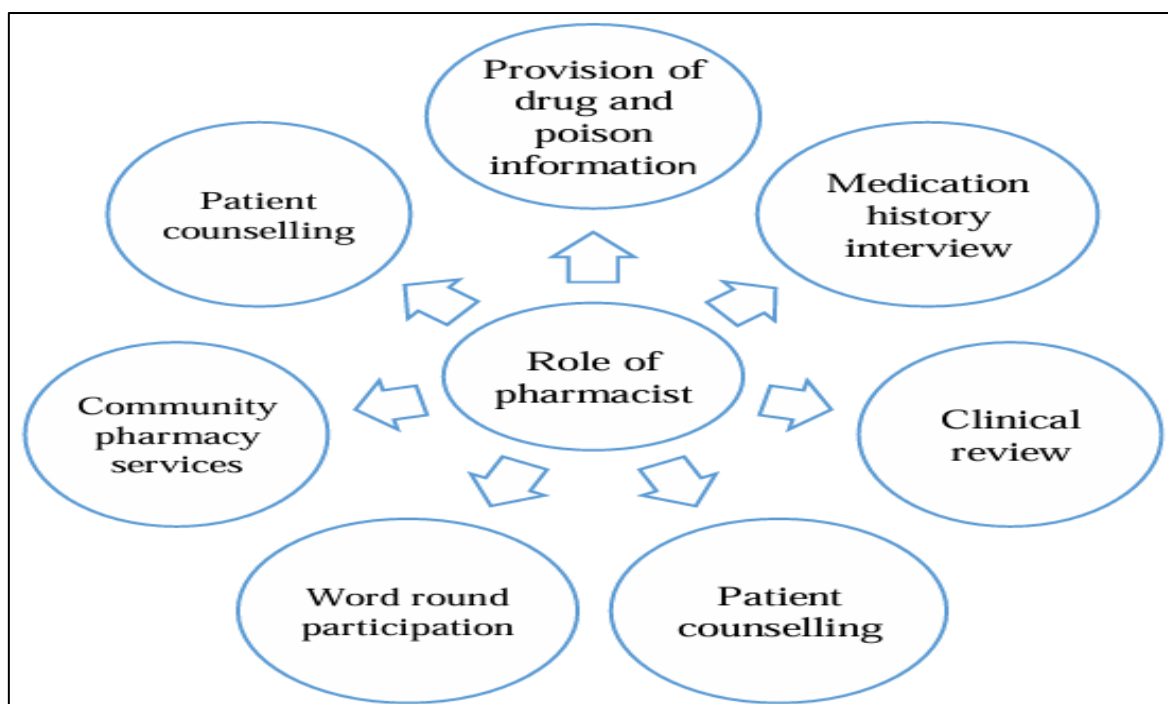 Provision of
drug and
poison
information
Patient
counselling
Medication
history
interview
Role of
pharmacist
Community
pharmacy
services
Clinical
review
Word round
participation
Patient
counselling